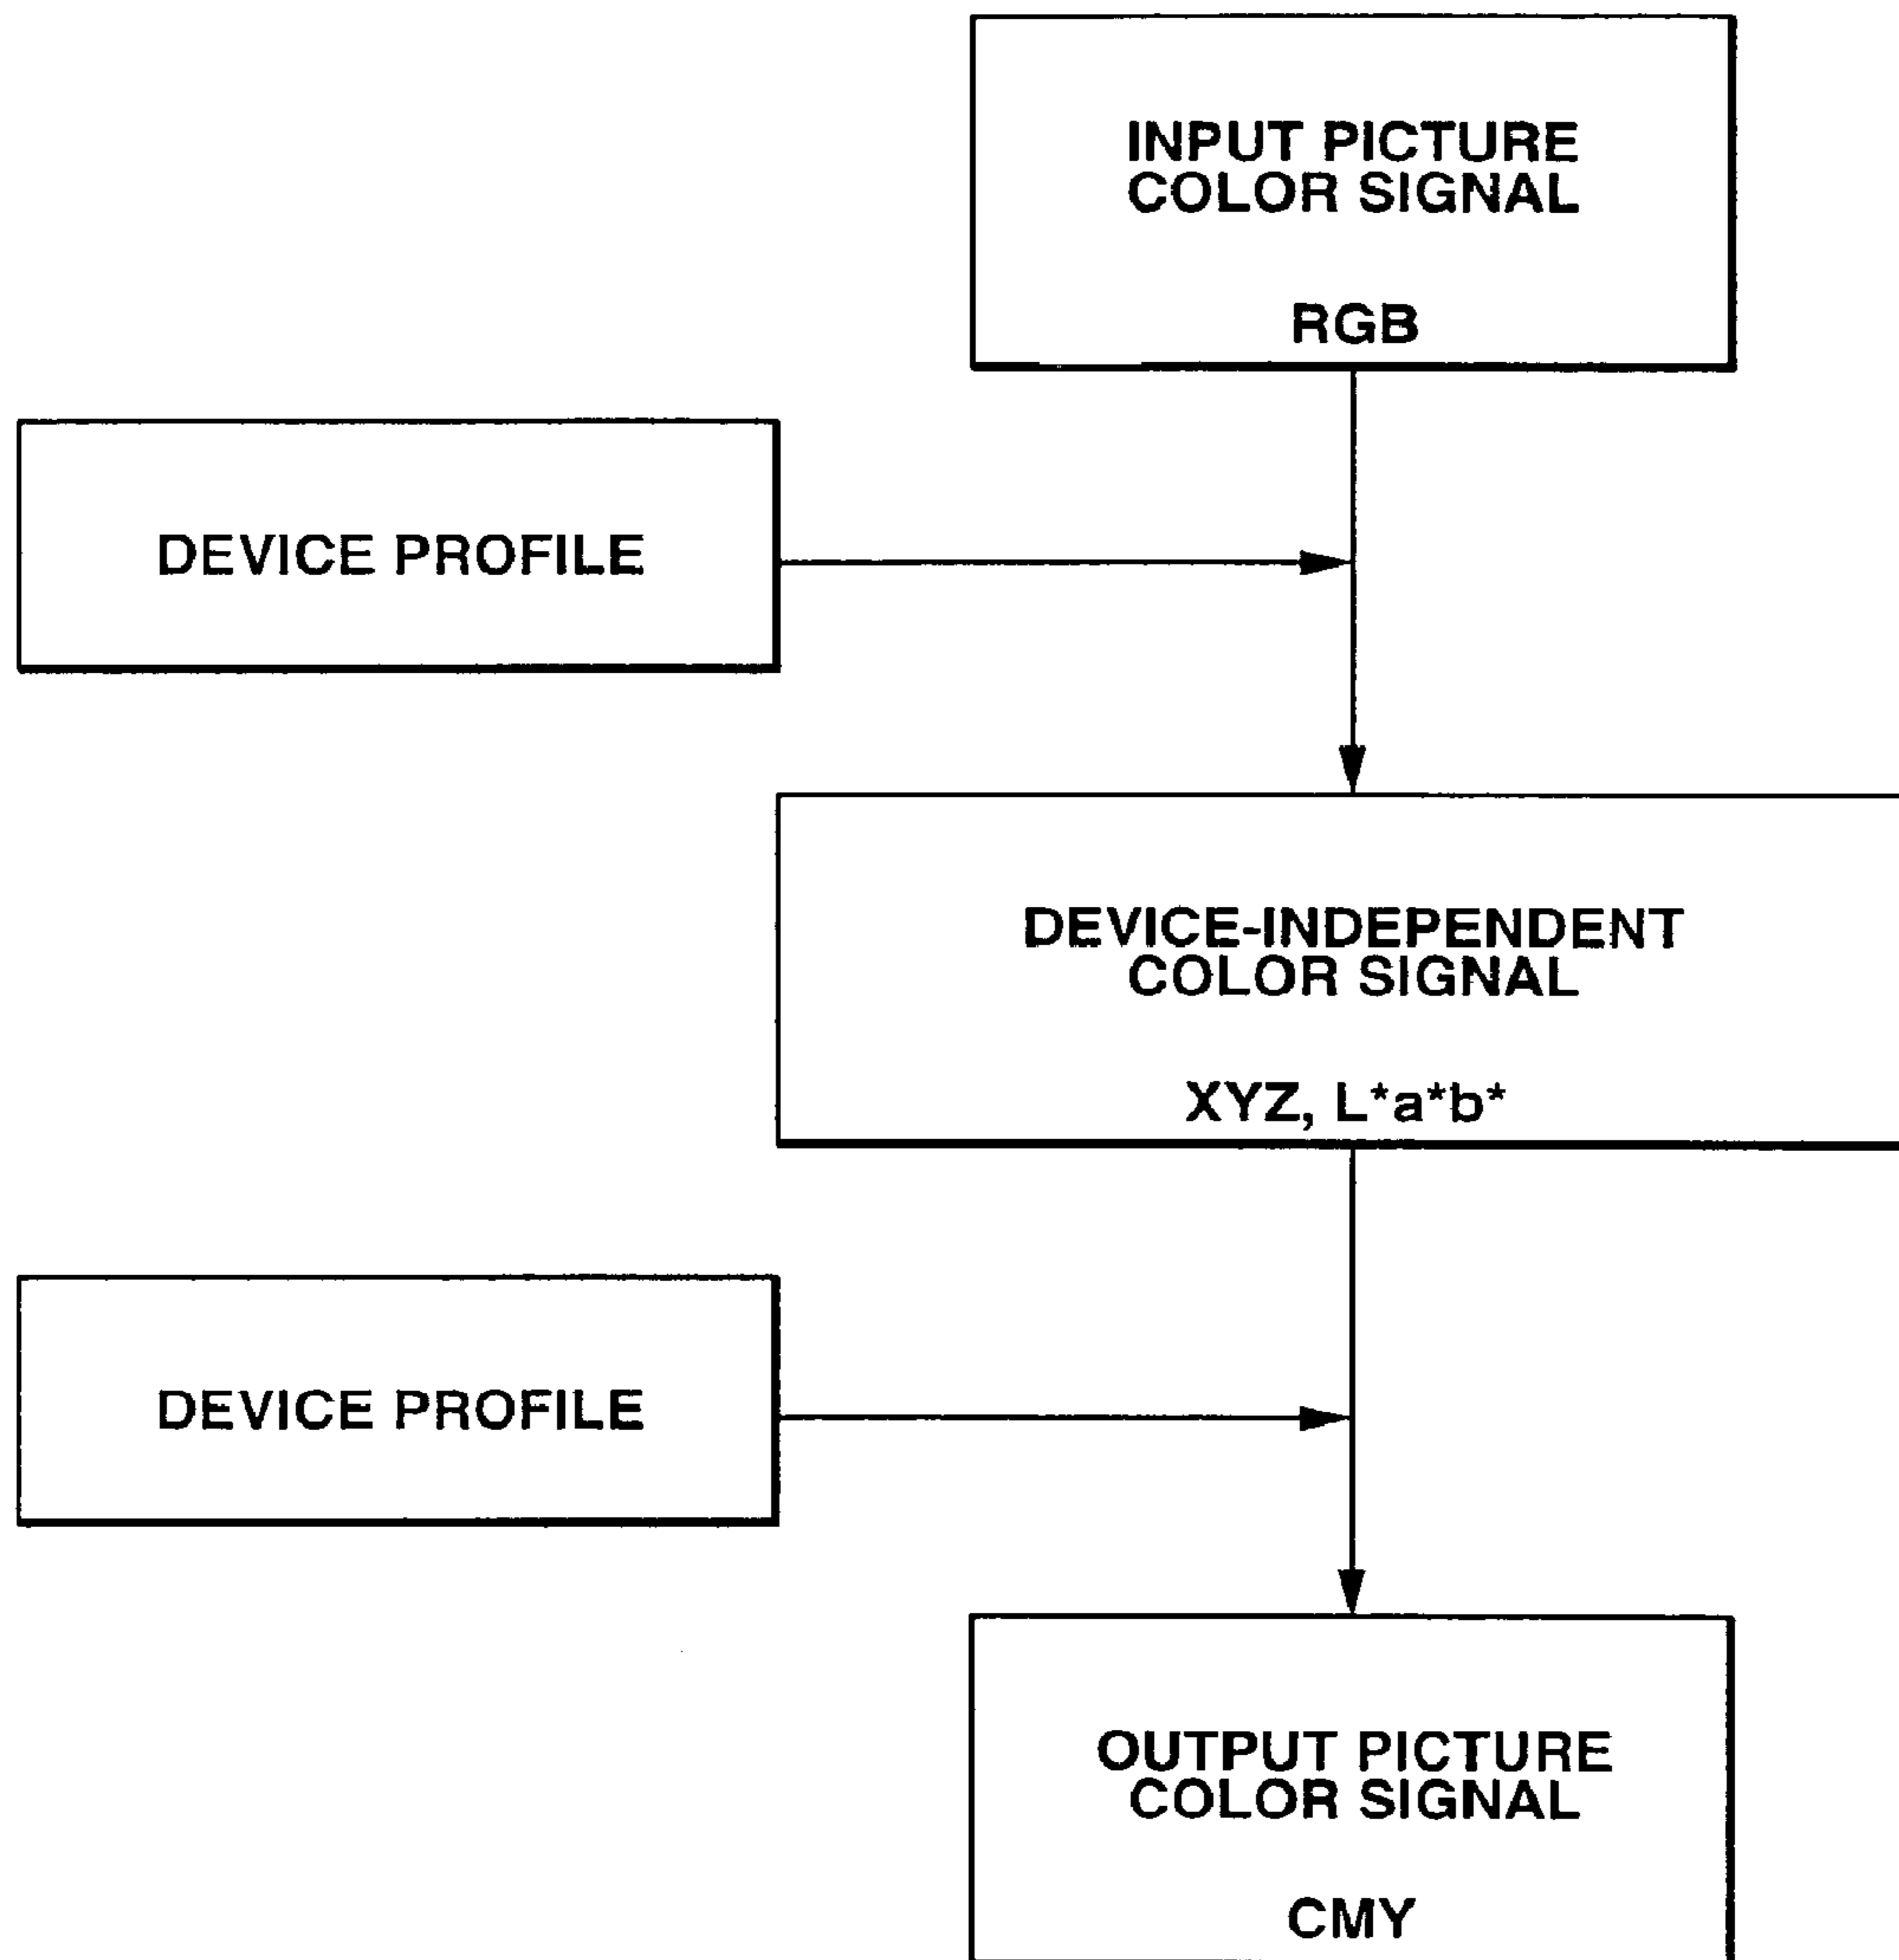 INPUT PICTURE
COLOR SIGNAL
RGB
DEVICE PROFILE
DEVICE-INDEPENDENT
COLOR SIGNAL
XYZ, L*a*b*
DEVICE PROFILE
OUTPUT PICTURE
COLOR SIGNAL
CMY